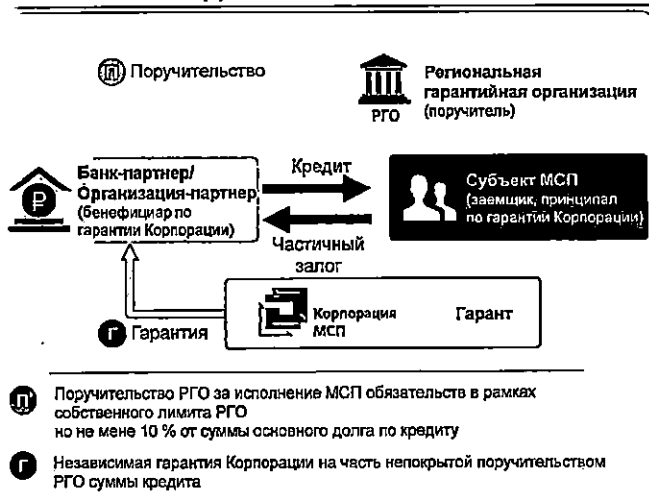 П Поручительство
Региональная
гарантийная организация
(поручитель)
РГО
Банк-партнер/
Организация-партнер
(бенефициар по
гарантии Корпорации)
Кредит
Субъект МСП
(заемщик, принципал
по гарантии Корпорации)
Частичный
залог
Корпорация
МСП
Гарант
Г Гарантия
П Поручительство РГО за исполнение МСП обязательств в рамках
собственного лимита РГО
но не мене 10 % от суммы основного долга по кредиту
Г Независимая гарантия Корпорации на часть непокрытой поручительством
РГО суммы кредита